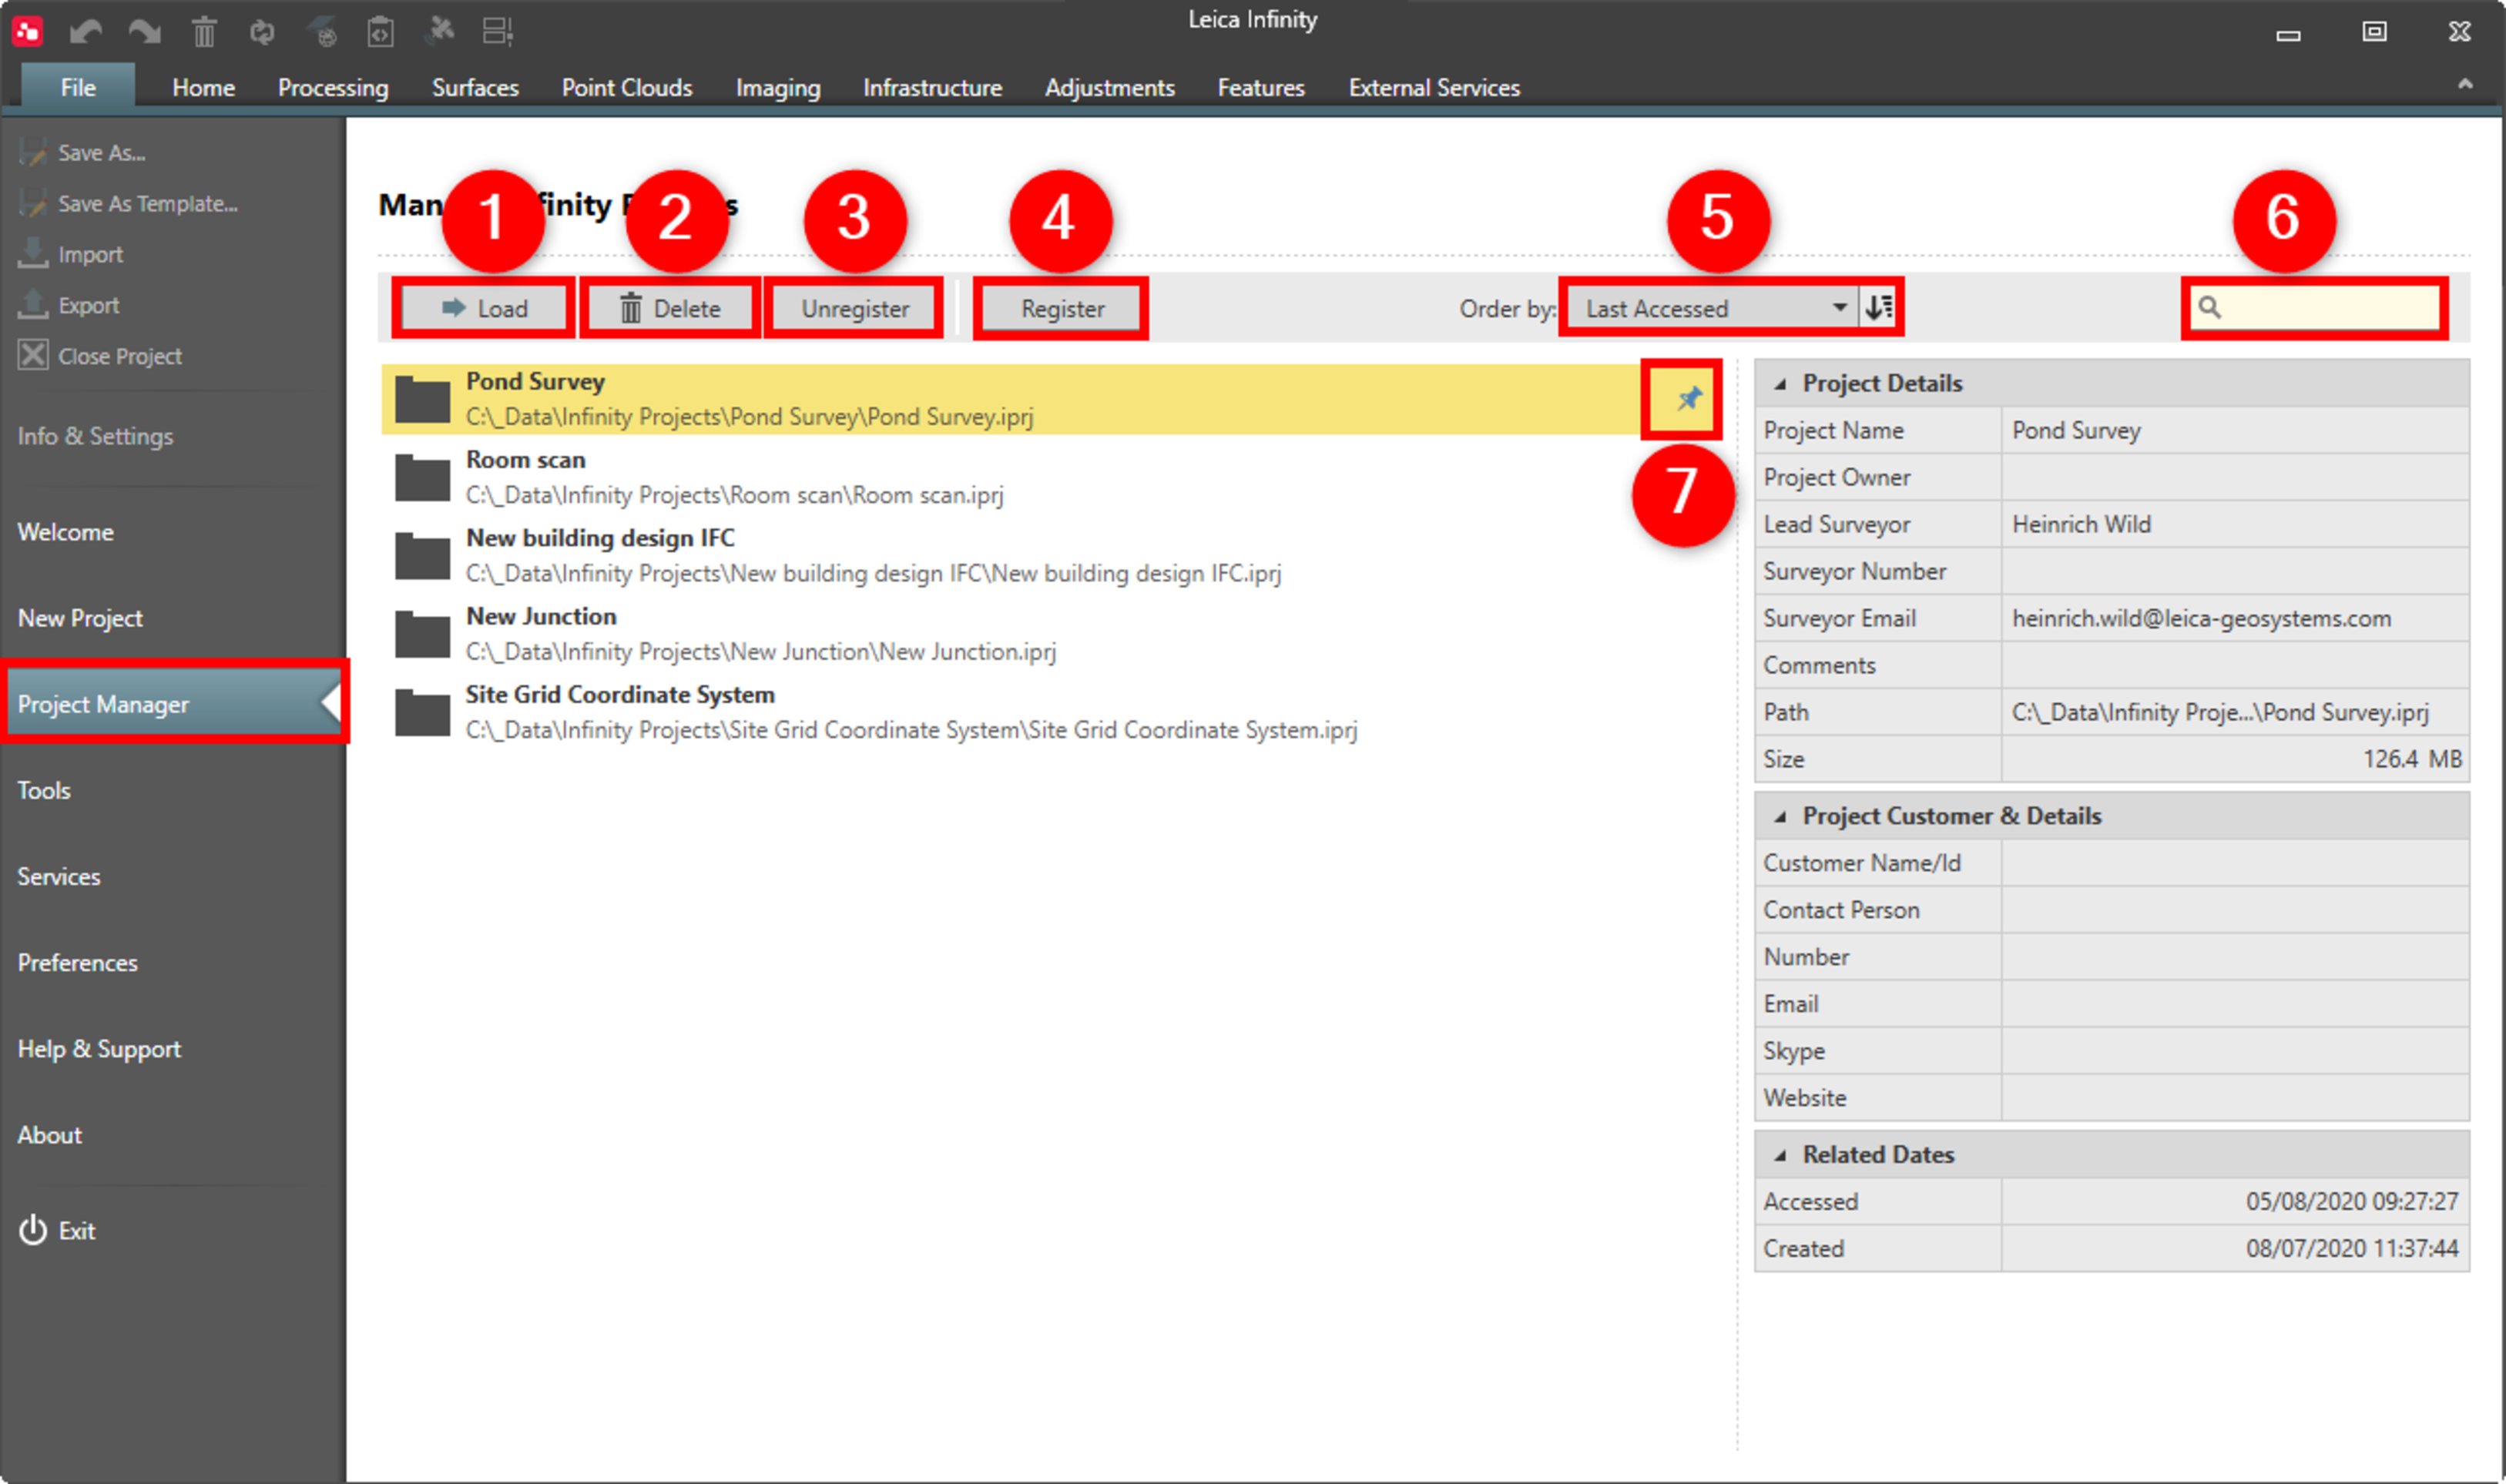 Leica Infinity
File Home Processing Surfaces Point Clouds Imaging Infrastructure Adjustments Features External Services
Save As...
Save As Template...
Import
Export
Close Project
Info & Settings
Welcome
New Project
Project Manager
Tools
Services
Preferences
Help & Support
About
Exit
1 2 3 4 5 6
Load Delete Unregister Register Order by: Last Accessed
Pond Survey
C:\_Data\Infinity Projects\Pond Survey\Pond Survey.iprj
7
Room scan
C:\_Data\Infinity Projects\Room scan\Room scan.iprj
New building design IFC
C:\_Data\Infinity Projects\New building design IFC\New building design IFC.iprj
New Junction
C:\_Data\Infinity Projects\New Junction\New Junction.iprj
Site Grid Coordinate System
C:\_Data\Infinity Projects\Site Grid Coordinate System\Site Grid Coordinate System.iprj
Project Details
Project Name Pond Survey
Project Owner
Lead Surveyor Heinrich Wild
Surveyor Number
Surveyor Email heinrich.wild@leica-geosystems.com
Comments
Path C:\_Data\Infinity Proje...\Pond Survey.iprj
Size 126.4 MB
Project Customer & Details
Customer Name/Id
Contact Person
Number
Email
Skype
Website
Related Dates
Accessed 05/08/2020 09:27:27
Created 08/07/2020 11:37:44